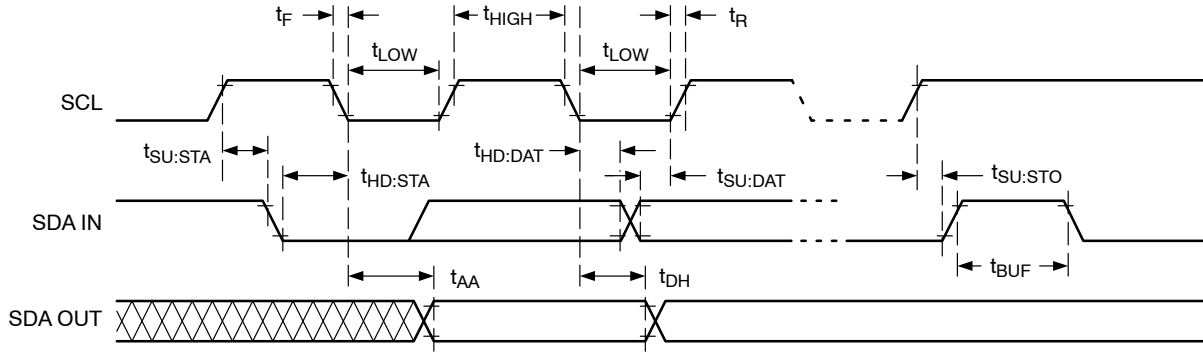 tF
tHIGH
tR
tLOW
tLOW
SCL
tSU:STA
tHD:STA
tHD:DAT
tSU:DAT
tSU:STO
SDA IN
tAA
tDH
tBUF
SDA OUT